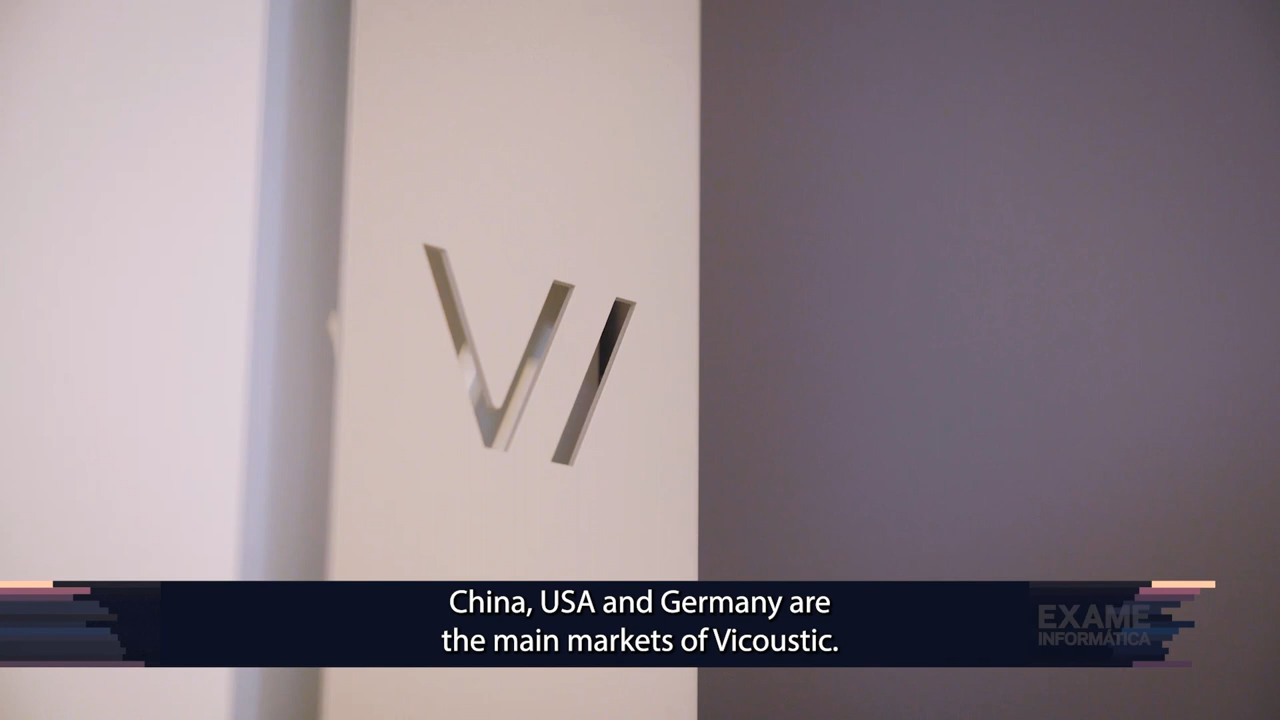 VI
China, USA and Germany are
the main markets of Vicoustic.
EXAME
INFORMÁTICA